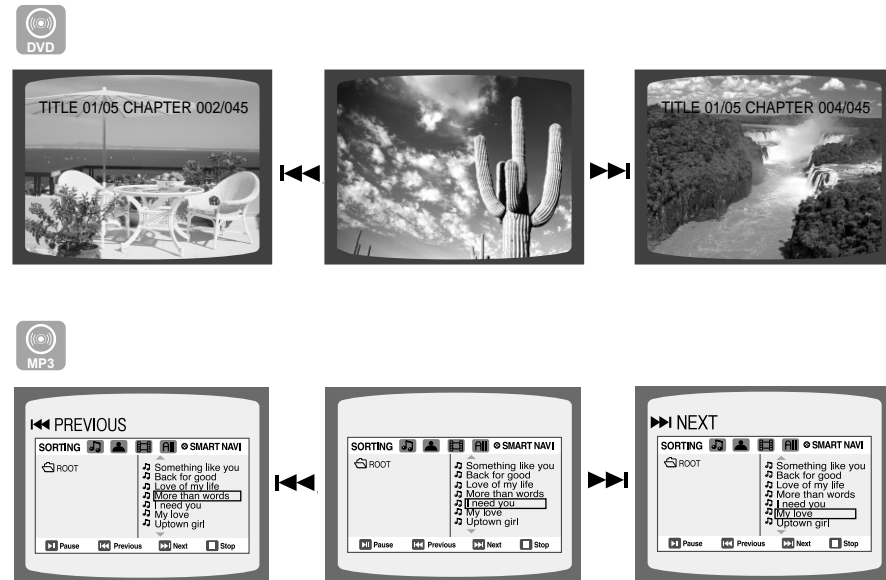 DVD
TITLE 01/05 CHAPTER 002/045
TITLE 01/05 CHAPTER 004/045
MP3
PREVIOUS
SORTING All SMART NAVI
ROOT
Something like you
Back for good
Love of my life
More than words
I need you
My love
Uptown girl
Pause Previous Next Stop
SORTING All SMART NAVI
ROOT
Something like you
Back for good
Love of my life
More than words
I need you
My love
Uptown girl
Pause Previous Next Stop
NEXT
SORTING All SMART NAVI
ROOT
Something like you
Back for good
Love of my life
More than words
I need you
My love
Uptown girl
Pause Previous Next Stop